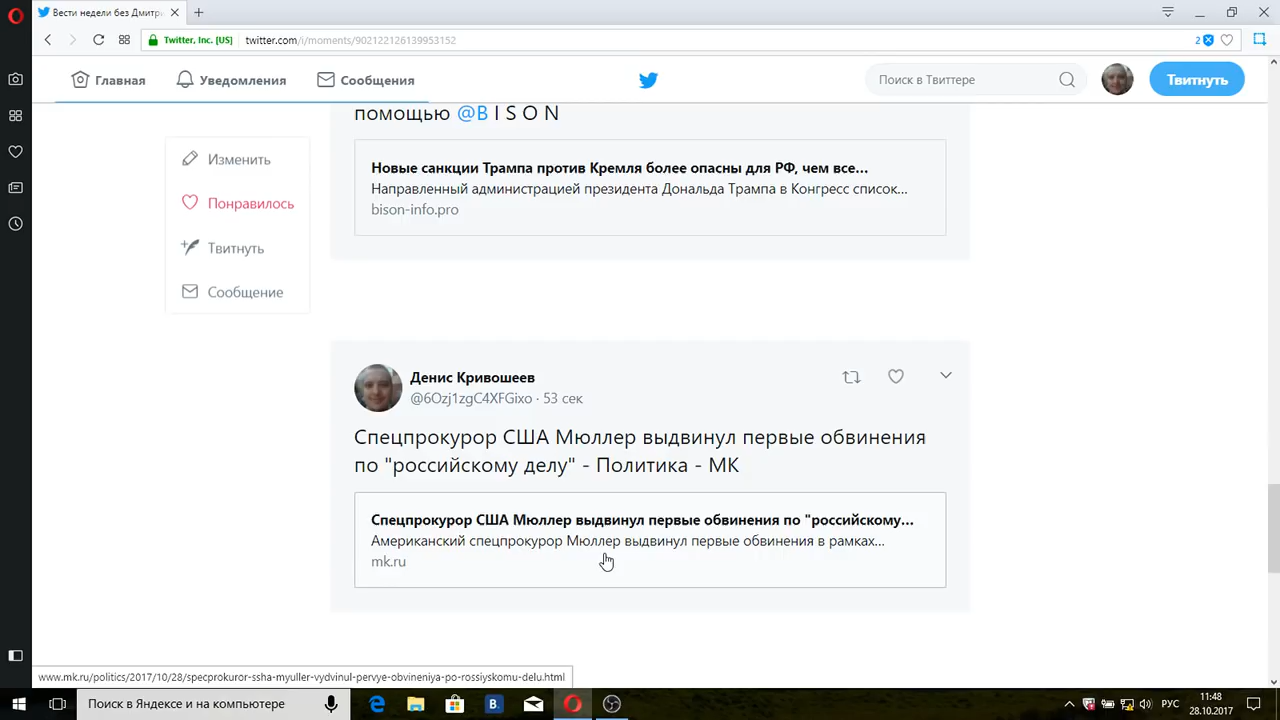 Вести недели без Дмитри
Twitter, Inc. [US]
twitter.com/i/moments/902122126139953152
2
Главная
Уведомления
Сообщения
Поиск в Твиттере
Твитнуть
помощью @B I S O N
Новые санкции Трампа против Кремля более опасны для РФ, чем все...
Направленный администрацией президента Дональда Трампа в Конгресс список...
bison-info.pro
Изменить
Понравилось
Твитнуть
Сообщение
Денис Кривошеев
@6Ozj1zgC4XFGixo · 53 сек
Спецпрокурор США Мюллер выдвинул первые обвинения
по "российскому делу" - Политика - МК
Спецпрокурор США Мюллер выдвинул первые обвинения по "российскому...
Американский спецпрокурор Мюллер выдвинул первые обвинения в рамках...
mk.ru
www.mk.ru/politics/2017/10/28/specprokuror-ssha-myuller-vydvinul-pervye-obvineniya-po-rossiyskomu-delu.html
Поиск в Яндексе и на компьютере
B.
РУС
11:48
28.10.2017